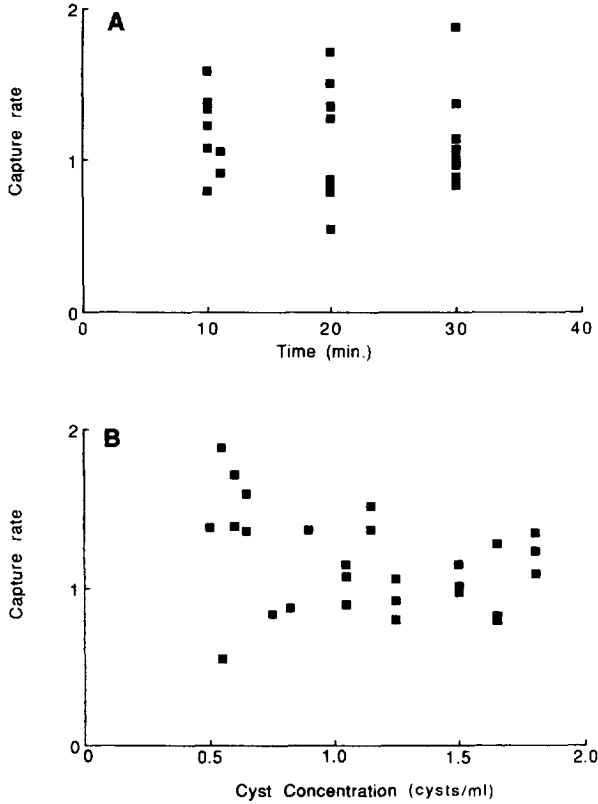 A
2
1
0
Capture rate
0 10 20 30 40
Time (min.)
B
2
1
0
Capture rate
0 0.5 1.0 1.5 2.0
Cyst Concentration (cysts/ml)